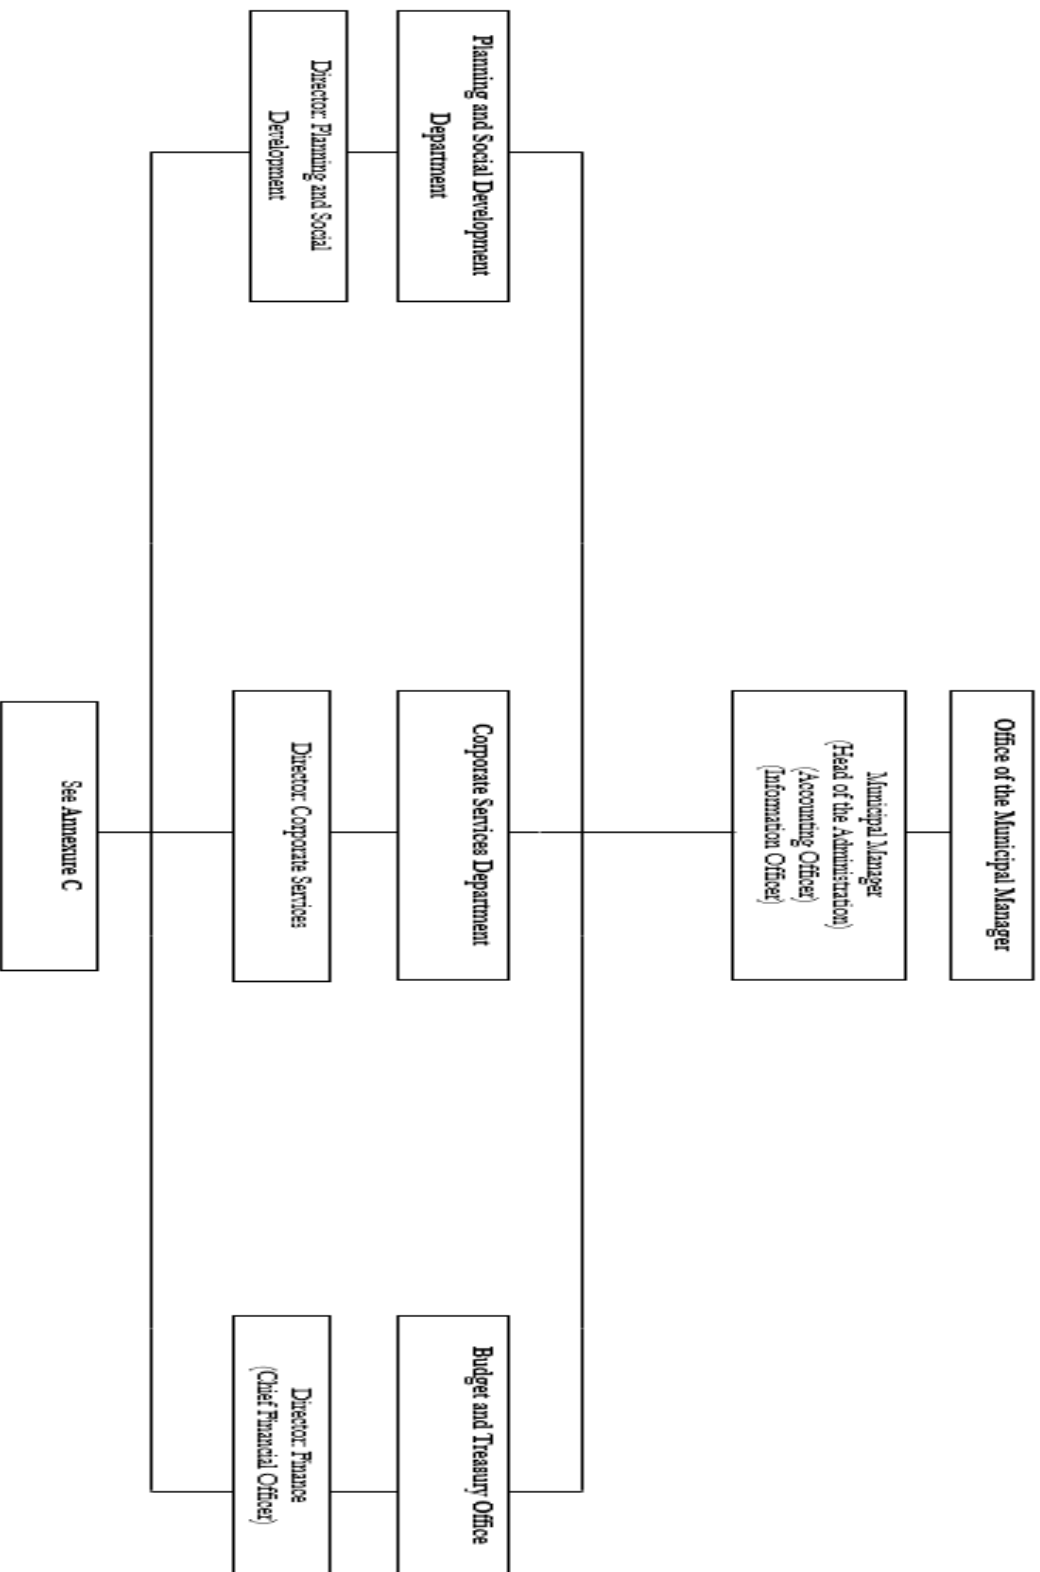 Office of the Municipal Manager
Municipal Manager
(Head of the Administration)
(Accounting Officer)
(Information Officer)
Planning and Social Development
Department
Corporate Services Department
Budget and Treasury Office
Director: Planning and Social
Development
Director: Corporate Services
Director: Finance
(Chief Financial Officer)
See Annexure C